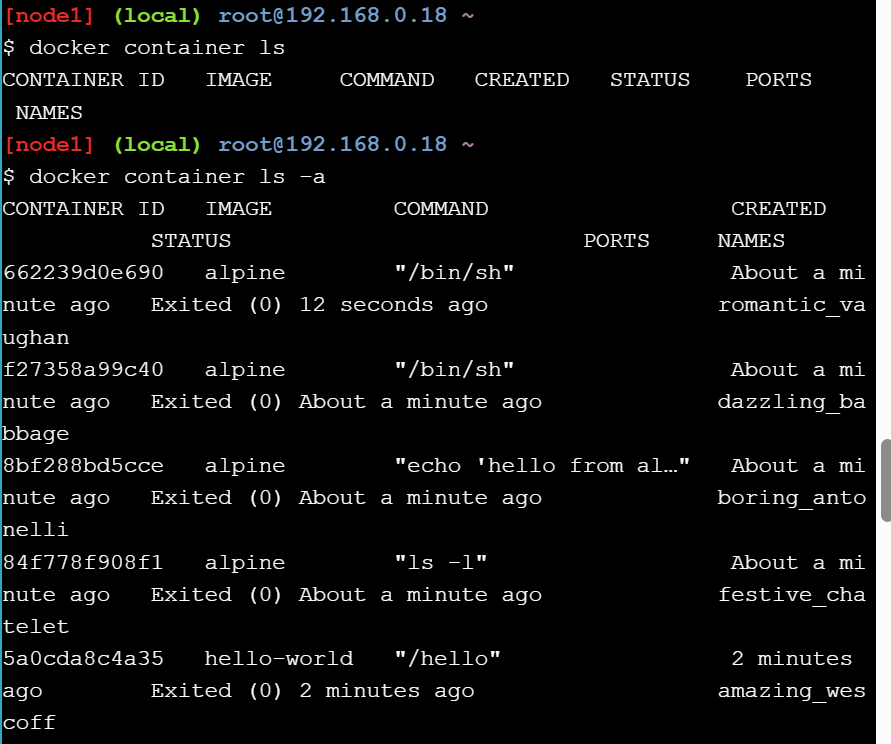 [node1] (local) root@192.168.0.18 ~
$ docker container ls
CONTAINER ID   IMAGE     COMMAND   CREATED   STATUS    PORTS
 NAMES
[node1] (local) root@192.168.0.18 ~
$ docker container ls -a
CONTAINER ID   IMAGE         COMMAND                  CREATED
           STATUS                          PORTS     NAMES
662239d0e690   alpine        "/bin/sh"                About a mi
nute ago   Exited (0) 12 seconds ago                 romantic_va
ughan
f27358a99c40   alpine        "/bin/sh"                About a mi
nute ago   Exited (0) About a minute ago             dazzling_ba
bbage
8bf288bd5cce   alpine        "echo 'hello from al…"   About a mi
nute ago   Exited (0) About a minute ago             boring_anto
nelli
84f778f908f1   alpine        "ls -l"                  About a mi
nute ago   Exited (0) About a minute ago             festive_cha
telet
5a0cda8c4a35   hello-world   "/hello"                 2 minutes
ago        Exited (0) 2 minutes ago                  amazing_wes
coff